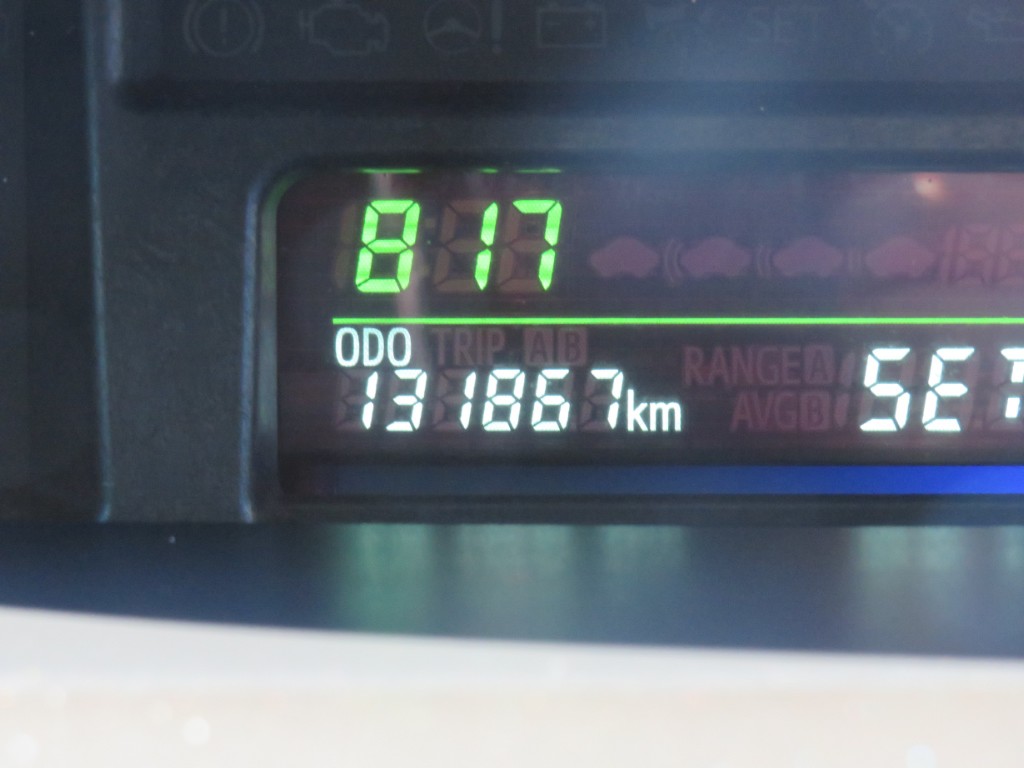 SET
817
ODO TRIP A B
RANGE A
131867km
AVG B